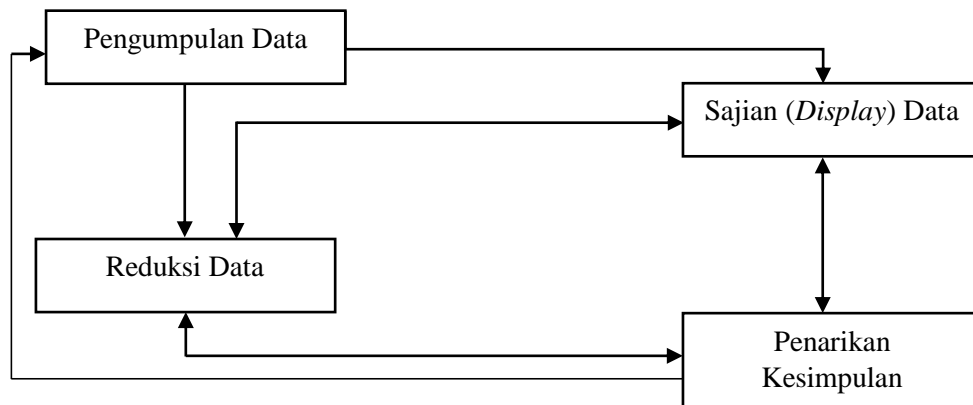 Pengumpulan Data
Sajian (Display) Data
Reduksi Data
Penarikan
Kesimpulan